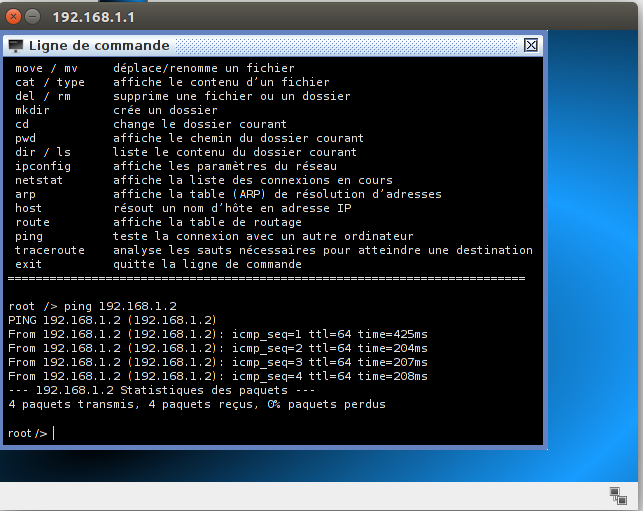 192.168.1.1
Ligne de commande
move / mv déplace/renomme un fichier
cat / type affiche le contenu d'un fichier
del / rm supprime une fichier ou un dossier
mkdir crée un dossier
cd change le dossier courant
pwd affiche le chemin du dossier courant
dir / ls liste le contenu du dossier courant
ipconfig affiche les paramètres du réseau
netstat affiche la liste des connexions en cours
arp affiche la table (ARP) de résolution d'adresses
host résout un nom d'hôte en adresse IP
route affiche la table de routage
ping teste la connexion avec un autre ordinateur
traceroute analyse les sauts nécessaires pour atteindre une destination
exit quitte la ligne de commande
==========================================================================
root /> ping 192.168.1.2
PING 192.168.1.2 (192.168.1.2)
From 192.168.1.2 (192.168.1.2): icmp_seq=1 ttl=64 time=425ms
From 192.168.1.2 (192.168.1.2): icmp_seq=2 ttl=64 time=204ms
From 192.168.1.2 (192.168.1.2): icmp_seq=3 ttl=64 time=207ms
From 192.168.1.2 (192.168.1.2): icmp_seq=4 ttl=64 time=208ms
--- 192.168.1.2 Statistiques des paquets ---
4 paquets transmis, 4 paquets reçus, 0% paquets perdus
root />